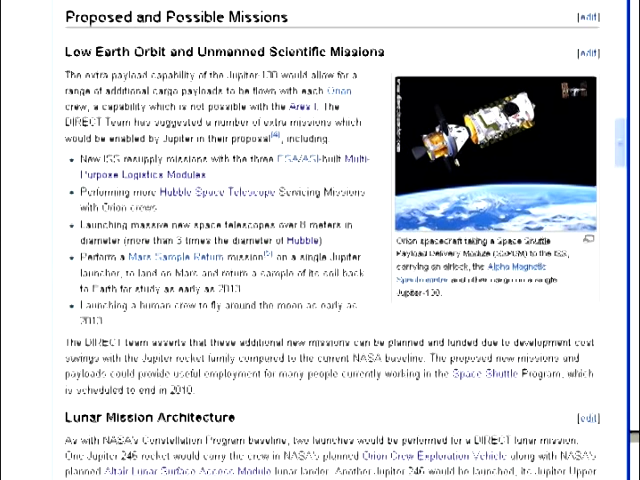 Proposed and Possible Missions
[edit]
Low Earth Orbit and Unmanned Scientific Missions
[edit]
The extra payload capability of the Jupiter-130 would allow for a
range of additional cargo payloads to be flown with each Orion
crew, a capability which is not possible with the Ares I. The
DIRECT Team has suggested a number of extra missions which
would be enabled by Jupiter in their proposal[4], including:
New ISS resupply missions with the three ESA/ASI-built Multi-
Purpose Logistics Modules
Performing more Hubble Space Telescope Servicing Missions
with Orion crews
Launching massive new space telescopes over 8 meters in
diameter (more than 3 times the diameter of Hubble)
Perform a Mars Sample Return mission[5] on a single Jupiter
launcher, to land on Mars and return a sample of its soil back
to Earth for study as early as 2013
Launching a human crew to fly around the moon as early as
2013
Orion spacecraft taking a Space Shuttle
Payload Delivery Module (SSPDM) to the ISS,
carrying an airlock, the Alpha Magnetic
Spectrometer and other cargo on a single
Jupiter-130.
The DIRECT team asserts that these additional new missions can be planned and funded due to development cost
savings with the Jupiter rocket family compared to the current NASA baseline. The proposed new missions and
payloads could provide useful employment for many people currently working in the Space Shuttle Program, which
is scheduled to end in 2010.
Lunar Mission Architecture
[edit]
As with NASA's Constellation Program baseline, two launches would be performed for a DIRECT lunar mission.
One Jupiter 246 rocket would carry the crew in NASA's planned Orion Crew Exploration Vehicle along with NASA's
planned Altair Lunar Surface Access Module lunar lander. Another Jupiter 246 would be launched, its Jupiter Upper